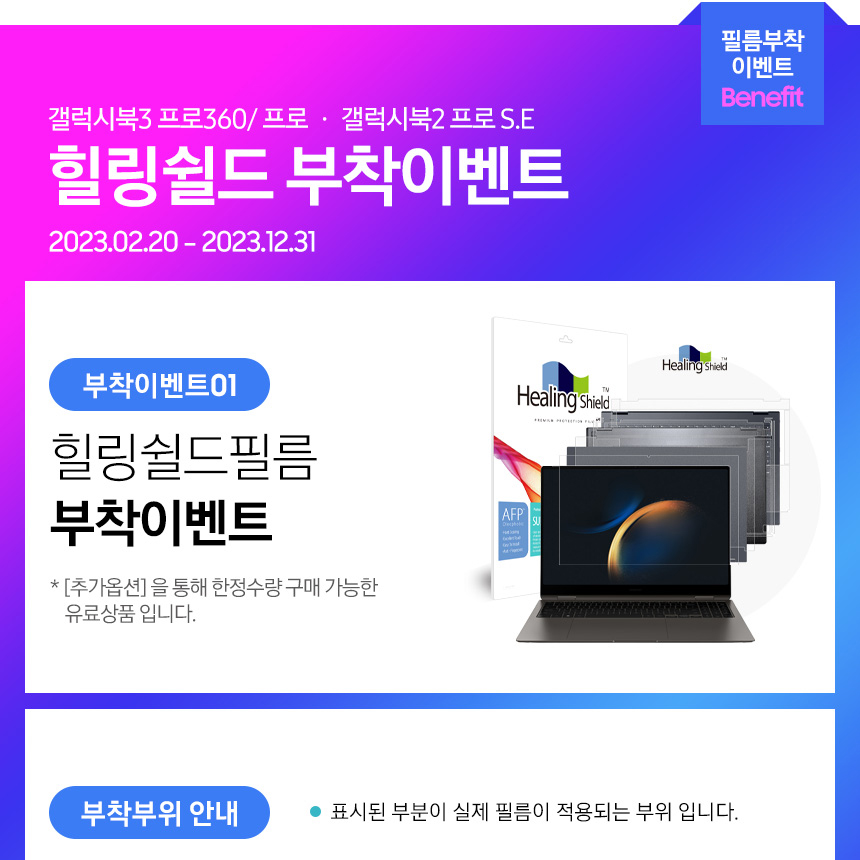 필름부착
이벤트
Benefit
갤럭시북3 프로360/ 프로 · 갤럭시북2 프로 S.E
힐링쉴드 부착이벤트
2023.02.20 - 2023.12.31
부착이벤트01
힐링쉴드필름
부착이벤트
* [추가옵션] 을 통해 한정수량 구매 가능한
유료상품 입니다.
Healing Shield™
PREMIUM PROTECTION FILM
AFP
SU
Healing Shield™
부착부위 안내
표시된 부분이 실제 필름이 적용되는 부위 입니다.